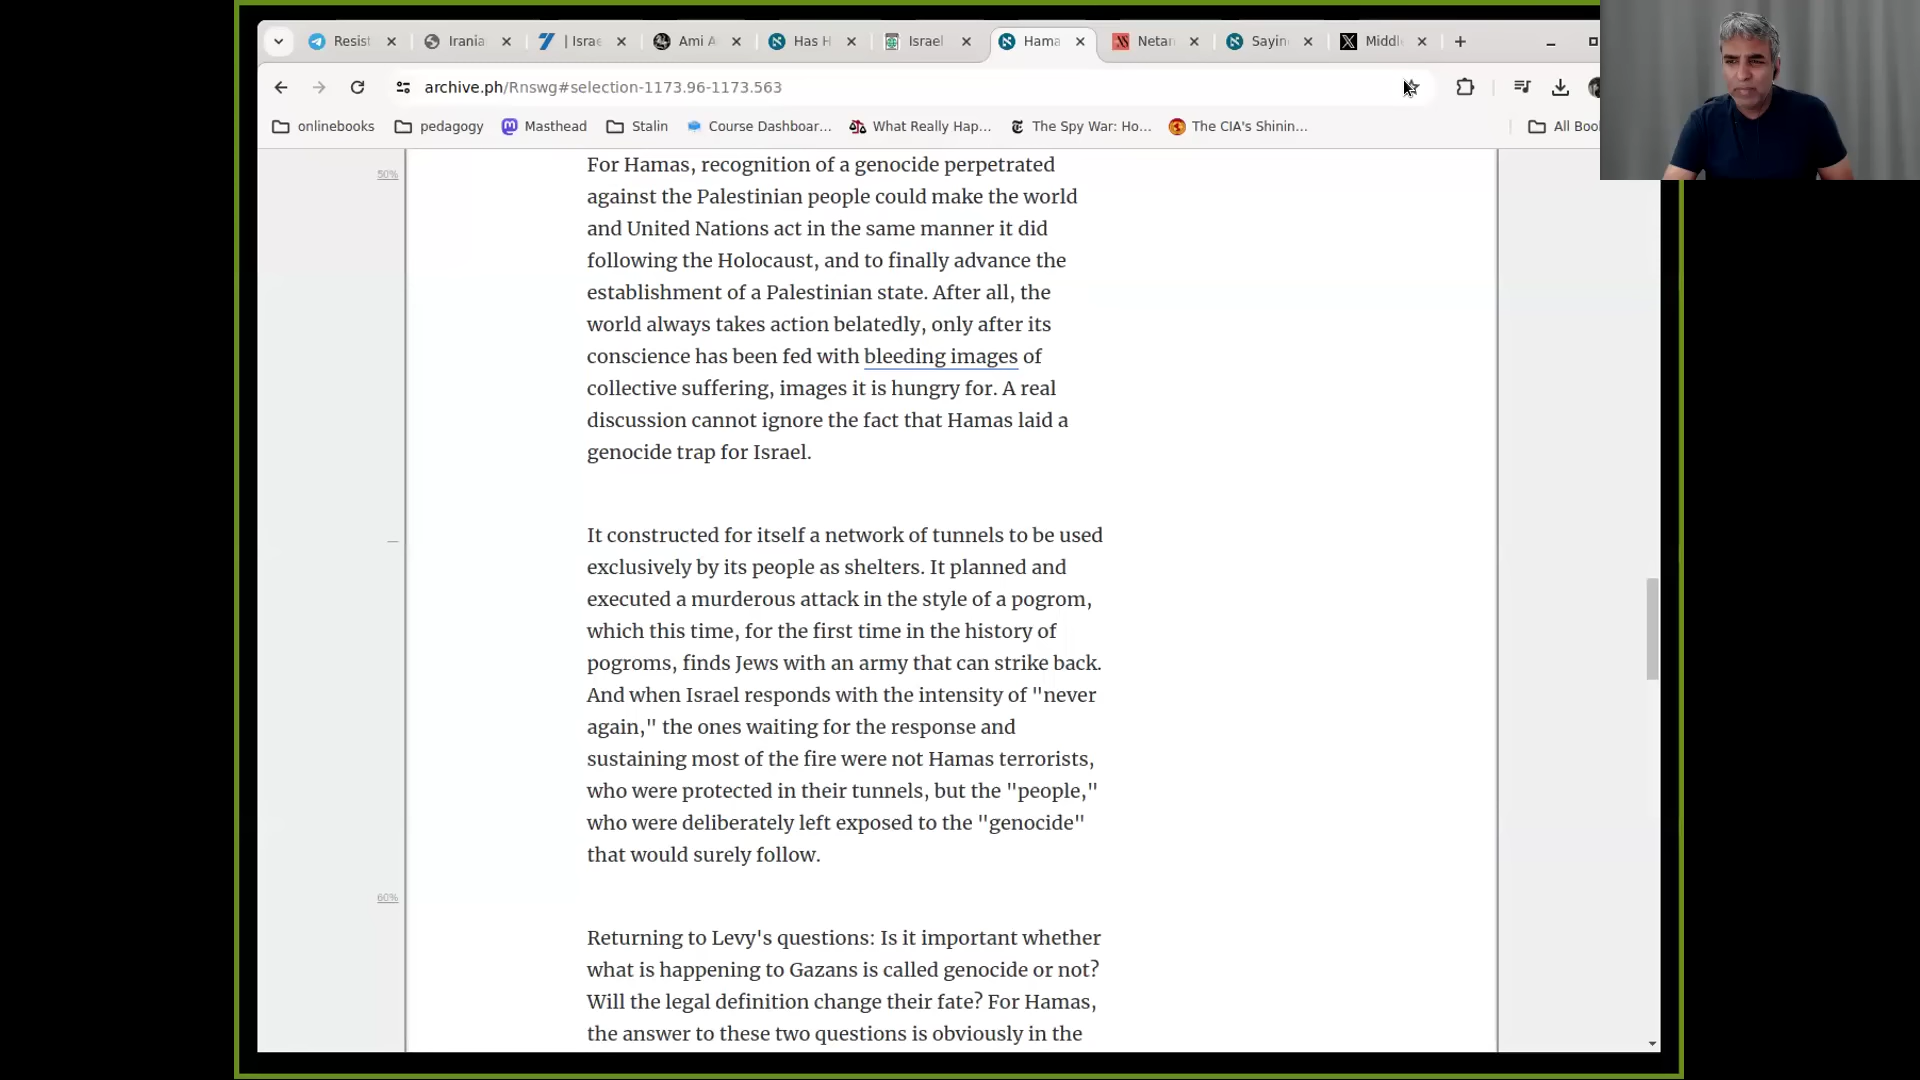 Resist
Irania
| Israe
Ami A
Has H
Israel
Hama
Netan
Sayin
Middl
archive.ph/Rnswg#selection-1173.96-1173.563
onlinebooks
pedagogy
Masthead
Stalin
Course Dashboar...
What Really Hap...
The Spy War: Ho...
The CIA's Shinin...
All Boo
50%
For Hamas, recognition of a genocide perpetrated
against the Palestinian people could make the world
and United Nations act in the same manner it did
following the Holocaust, and to finally advance the
establishment of a Palestinian state. After all, the
world always takes action belatedly, only after its
conscience has been fed with bleeding images of
collective suffering, images it is hungry for. A real
discussion cannot ignore the fact that Hamas laid a
genocide trap for Israel.
It constructed for itself a network of tunnels to be used
exclusively by its people as shelters. It planned and
executed a murderous attack in the style of a pogrom,
which this time, for the first time in the history of
pogroms, finds Jews with an army that can strike back.
And when Israel responds with the intensity of "never
again," the ones waiting for the response and
sustaining most of the fire were not Hamas terrorists,
who were protected in their tunnels, but the "people,"
who were deliberately left exposed to the "genocide"
that would surely follow.
60%
Returning to Levy's questions: Is it important whether
what is happening to Gazans is called genocide or not?
Will the legal definition change their fate? For Hamas,
the answer to these two questions is obviously in the